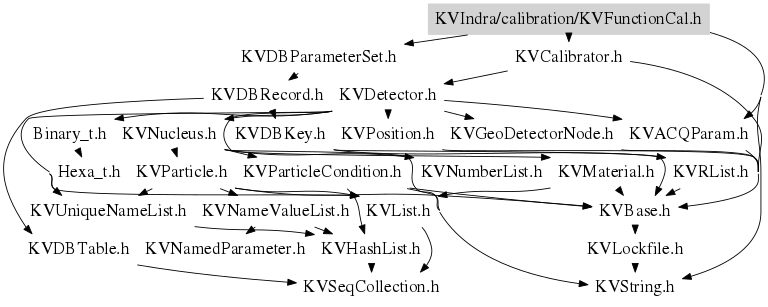 KVIndra/calibration/KVFunctionCal.h
KVDBParameterSet.h KVCalibrator.h
KVDBRecord.h KVDetector.h
Binary_t.h KVNucleus.h KVDBKey.h KVPosition.h KVGeoDetectorNode.h KVACQParam.h
Hexa_t.h KVParticle.h KVParticleCondition.h KVNumberList.h KVMaterial.h KVRList.h
KVUniqueNameList.h KVNameValueList.h KVList.h KVBase.h
KVDBTable.h KVNamedParameter.h KVHashList.h KVLockfile.h
KVSeqCollection.h KVString.h